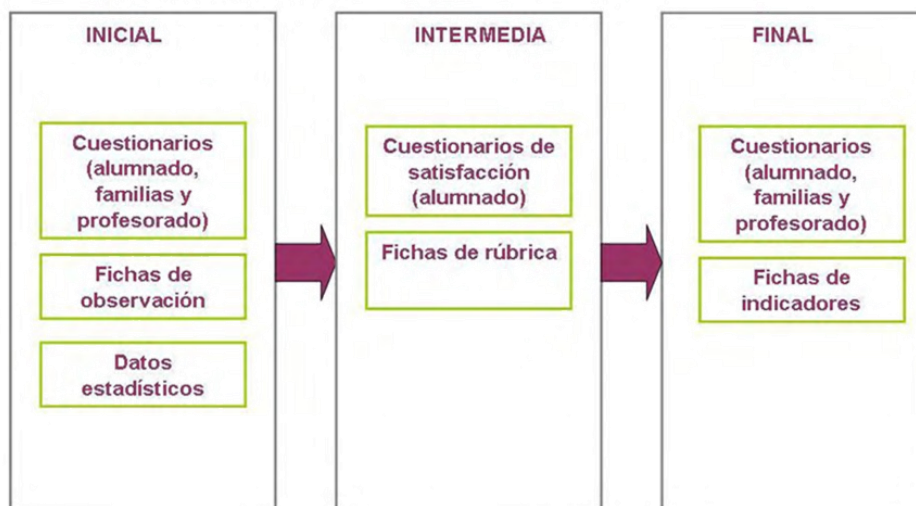 INICIAL
Cuestionarios
(alumnado,
familias y
profesorado)
Fichas de
observación
Datos
estadísticos
INTERMEDIA
Cuestionarios de
satisfacción
(alumnado)
Fichas de rúbrica
FINAL
Cuestionarios
(alumnado,
familias y
profesorado)
Fichas de
indicadores